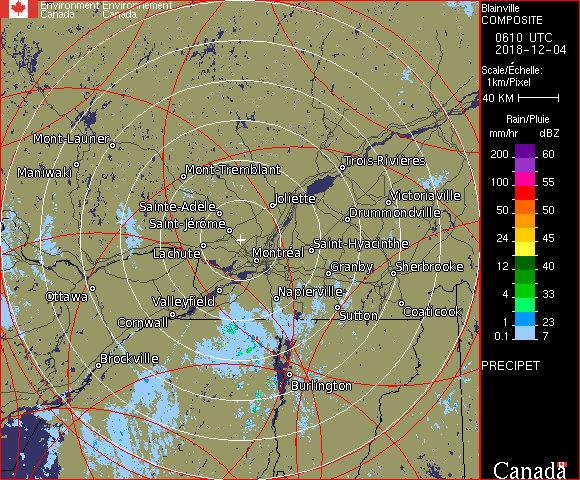 Environment Environnement
Canada Canada
Blainville
COMPOSITE
0610 UTC
2018-12-04
Scale/Échelle:
1km/Pixel
40 KM
Rain/Pluie
mm/hr dBZ
200 60
150 57
100 55
50 50
24 45
12 40
4 33
1 23
0.1 7
PRECIPET
Canada
Mont-Laurier
Maniwaki
Mont-Tremblant
Trois-Rivières
Joliette
Victoriaville
Sainte-Adèle
Drummondville
Saint-Jérôme
Saint-Hyacinthe
Lachute
Montréal
Granby
Sherbrooke
Ottawa
Valleyfield
Napierville
Cornwall
Sutton
Coaticook
Brockville
Burlington